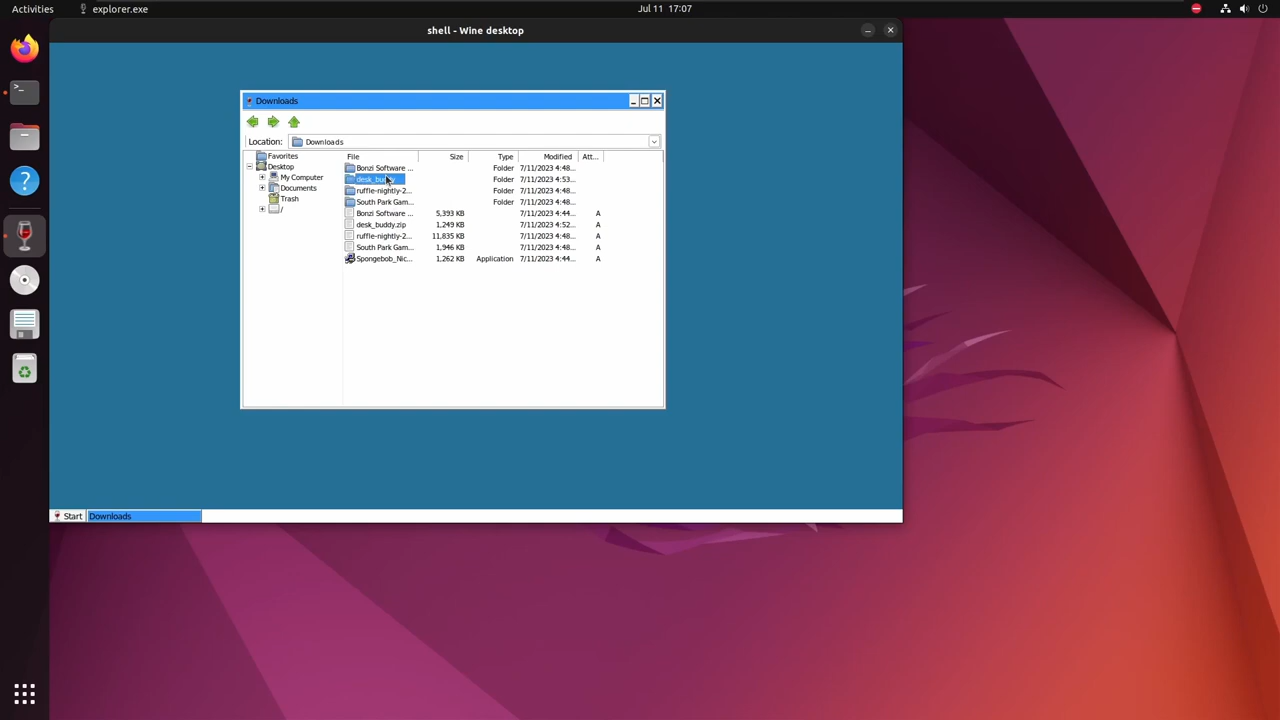 Activities explorer.exe Jul 11 17:07
shell - Wine desktop
Downloads
Location: Downloads
Favorites
Desktop
My Computer
Documents
Trash
/
File Size Type Modified Att...
Bonzi Software ... Folder 7/11/2023 4:48...
desk_buddy Folder 7/11/2023 4:53...
ruffle-nightly-2... Folder 7/11/2023 4:48...
South Park Gam... Folder 7/11/2023 4:48...
Bonzi Software ... 5,393 KB 7/11/2023 4:44... A
desk_buddy.zip 1,249 KB 7/11/2023 4:52... A
ruffle-nightly-2... 11,835 KB 7/11/2023 4:48... A
South Park Gam... 1,946 KB 7/11/2023 4:48... A
Spongebob_Nic... 1,262 KB Application 7/11/2023 4:44... A
Start Downloads